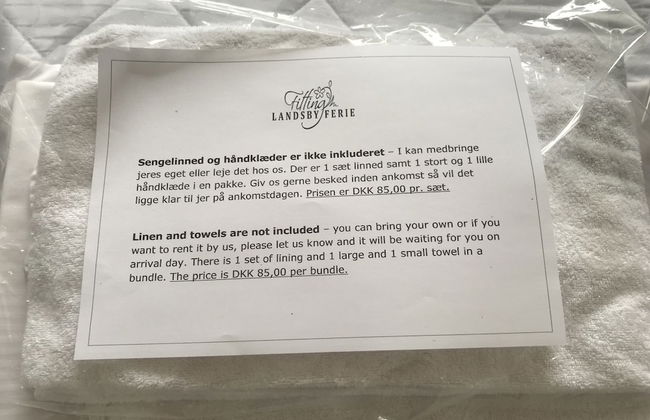 Filling
LANDSBYFERIE
Sengelinned og håndklæder er ikke inkluderet – I kan medbringe
jeres eget eller leje det hos os. Der er 1 sæt linned samt 1 stort og 1 lille
håndklæde i en pakke. Giv os gerne besked inden ankomst så vil det
ligge klar til jer på ankomstdagen. Prisen er DKK 85,00 pr. sæt.
Linen and towels are not included – you can bring your own or if you
want to rent it by us, please let us know and it will be waiting for you on
arrival day. There is 1 set of lining and 1 large and 1 small towel in a
bundle. The price is DKK 85,00 per bundle.